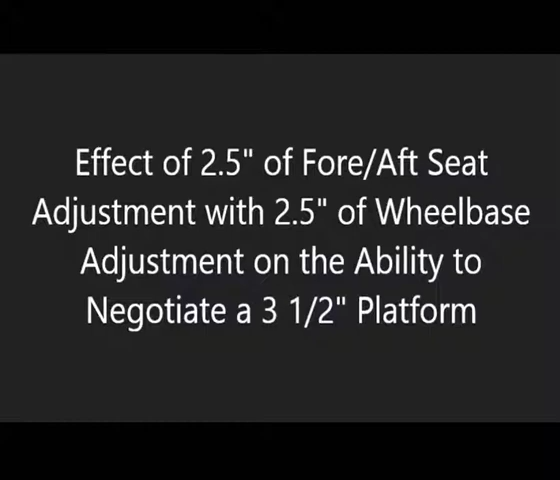 Effect of 2.5" of Fore/Aft Seat
Adjustment with 2.5" of Wheelbase
Adjustment on the Ability to
Negotiate a 3 1/2" Platform